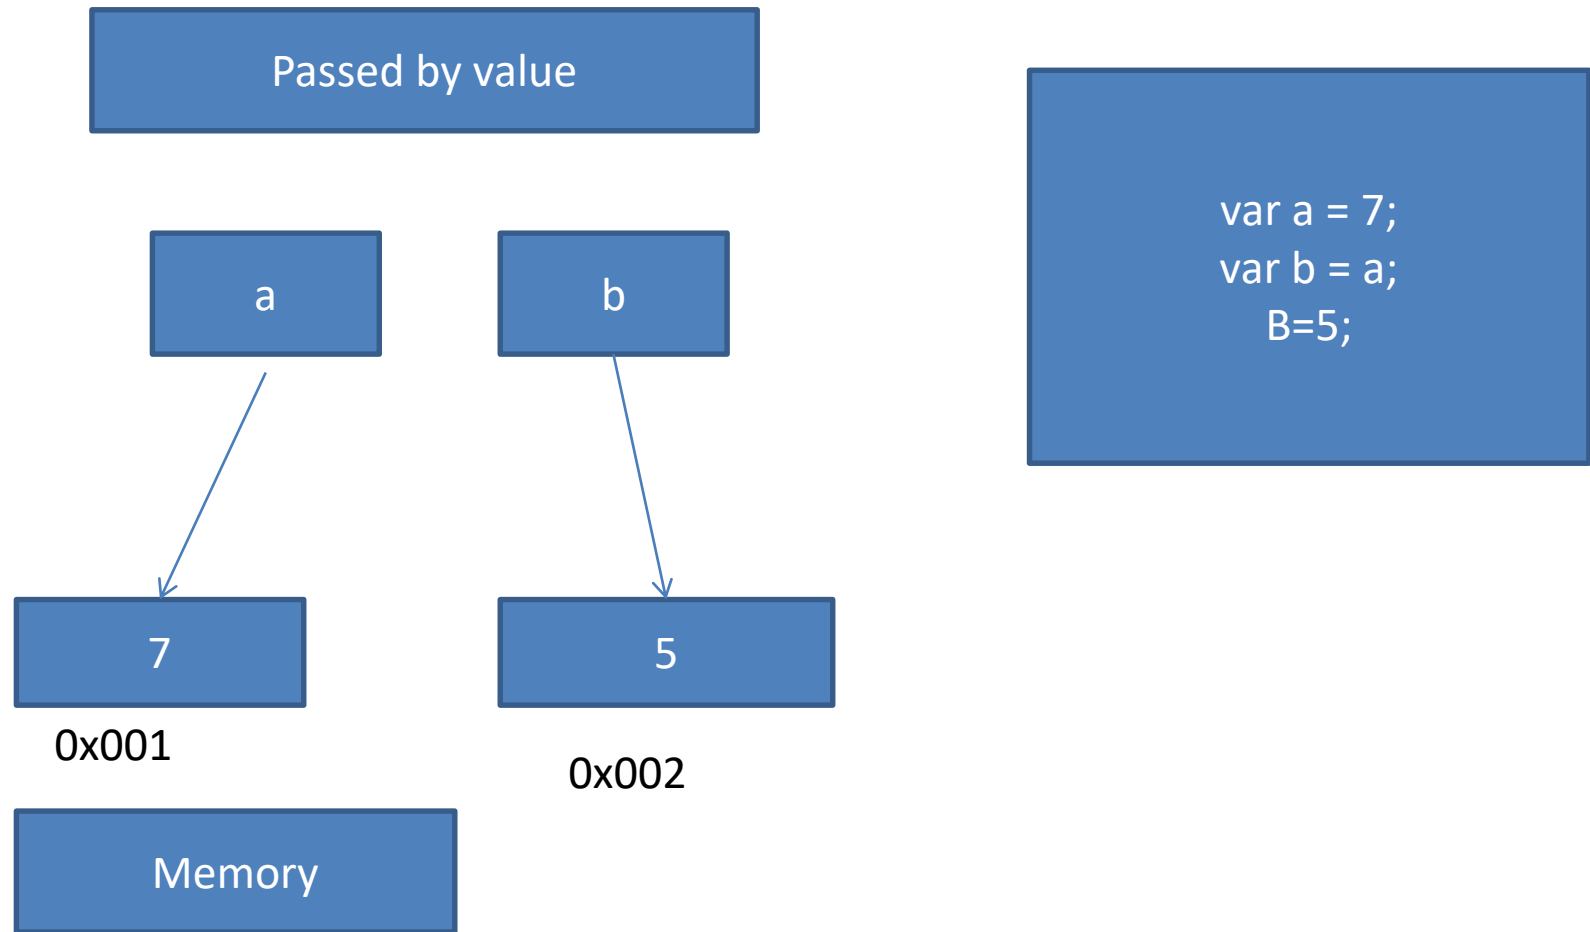 Passed by value
a
b
var a = 7;
var b = a;
B=5;
7
5
0x001
0x002
Memory